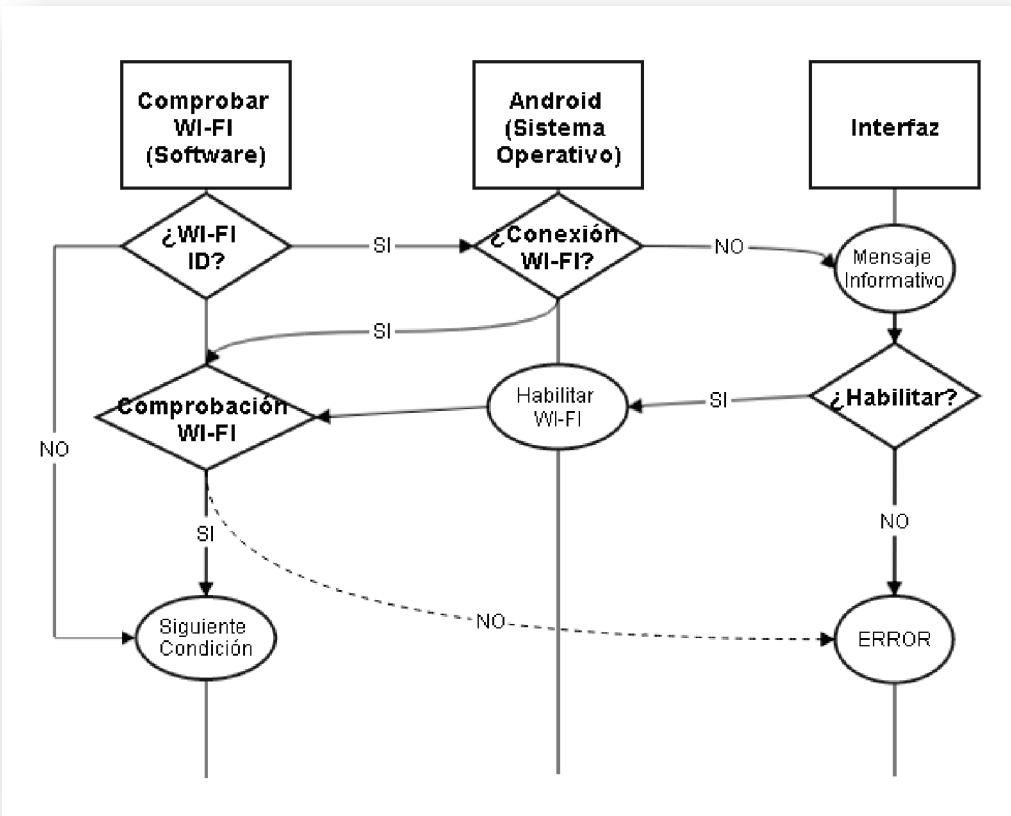 Comprobar
WI-FI
(Software)
Android
(Sistema
Operativo)
Interfaz
¿WI-FI
ID?
SI
¿Conexión
WI-FI?
NO
Mensaje
Informativo
SI
Comprobación
WI-FI
Habilitar
WI-FI
SI
¿Habilitar?
NO
SI
NO
NO
Siguiente
Condición
ERROR